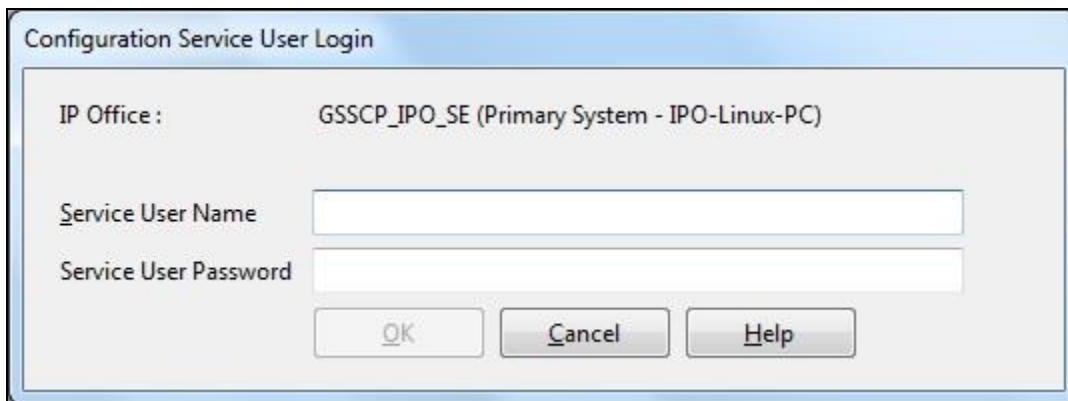 Configuration Service User Login
IP Office : GSSCP_IPO_SE (Primary System - IPO-Linux-PC)
Service User Name
Service User Password
OK Cancel Help